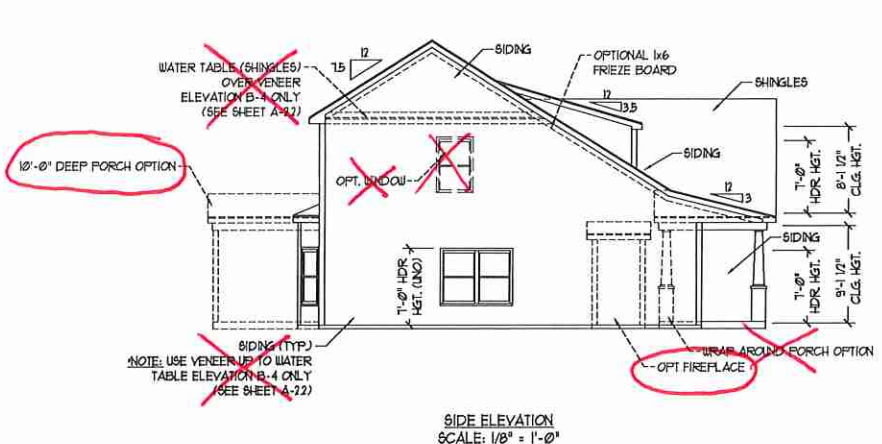 SIDING
12
7.5
WATER TABLE (SHINGLES)
OVER VENEER
ELEVATION B-4 ONLY
(SEE SHEET A-2.2)
OPTIONAL 1x6
FRIEZE BOARD
SHINGLES
12
3.5
10'-0" DEEP PORCH OPTION
OPT. WINDOW
SIDING
7'-0"
HDR. HGT.
8'-1 1/2"
CLG. HGT.
12
3
SIDING
7'-0" HDR
HGT. (UNO)
7'-0"
HDR. HGT.
9'-1 1/2"
CLG. HGT.
SIDING (TYP.)
*NOTE: USE VENEER UP TO WATER
TABLE ELEVATION B-4 ONLY
(SEE SHEET A-2.2)
WRAP AROUND PORCH OPTION
OPT FIREPLACE
SIDE ELEVATION
SCALE: 1/8" = 1'-0"